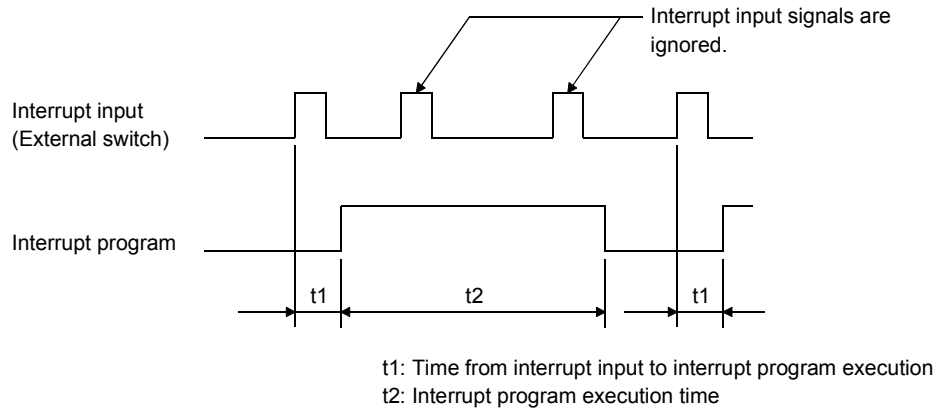 Interrupt input signals are
ignored.
Interrupt input
(External switch)
Interrupt program
t1
t2
t1
t1: Time from interrupt input to interrupt program execution
t2: Interrupt program execution time